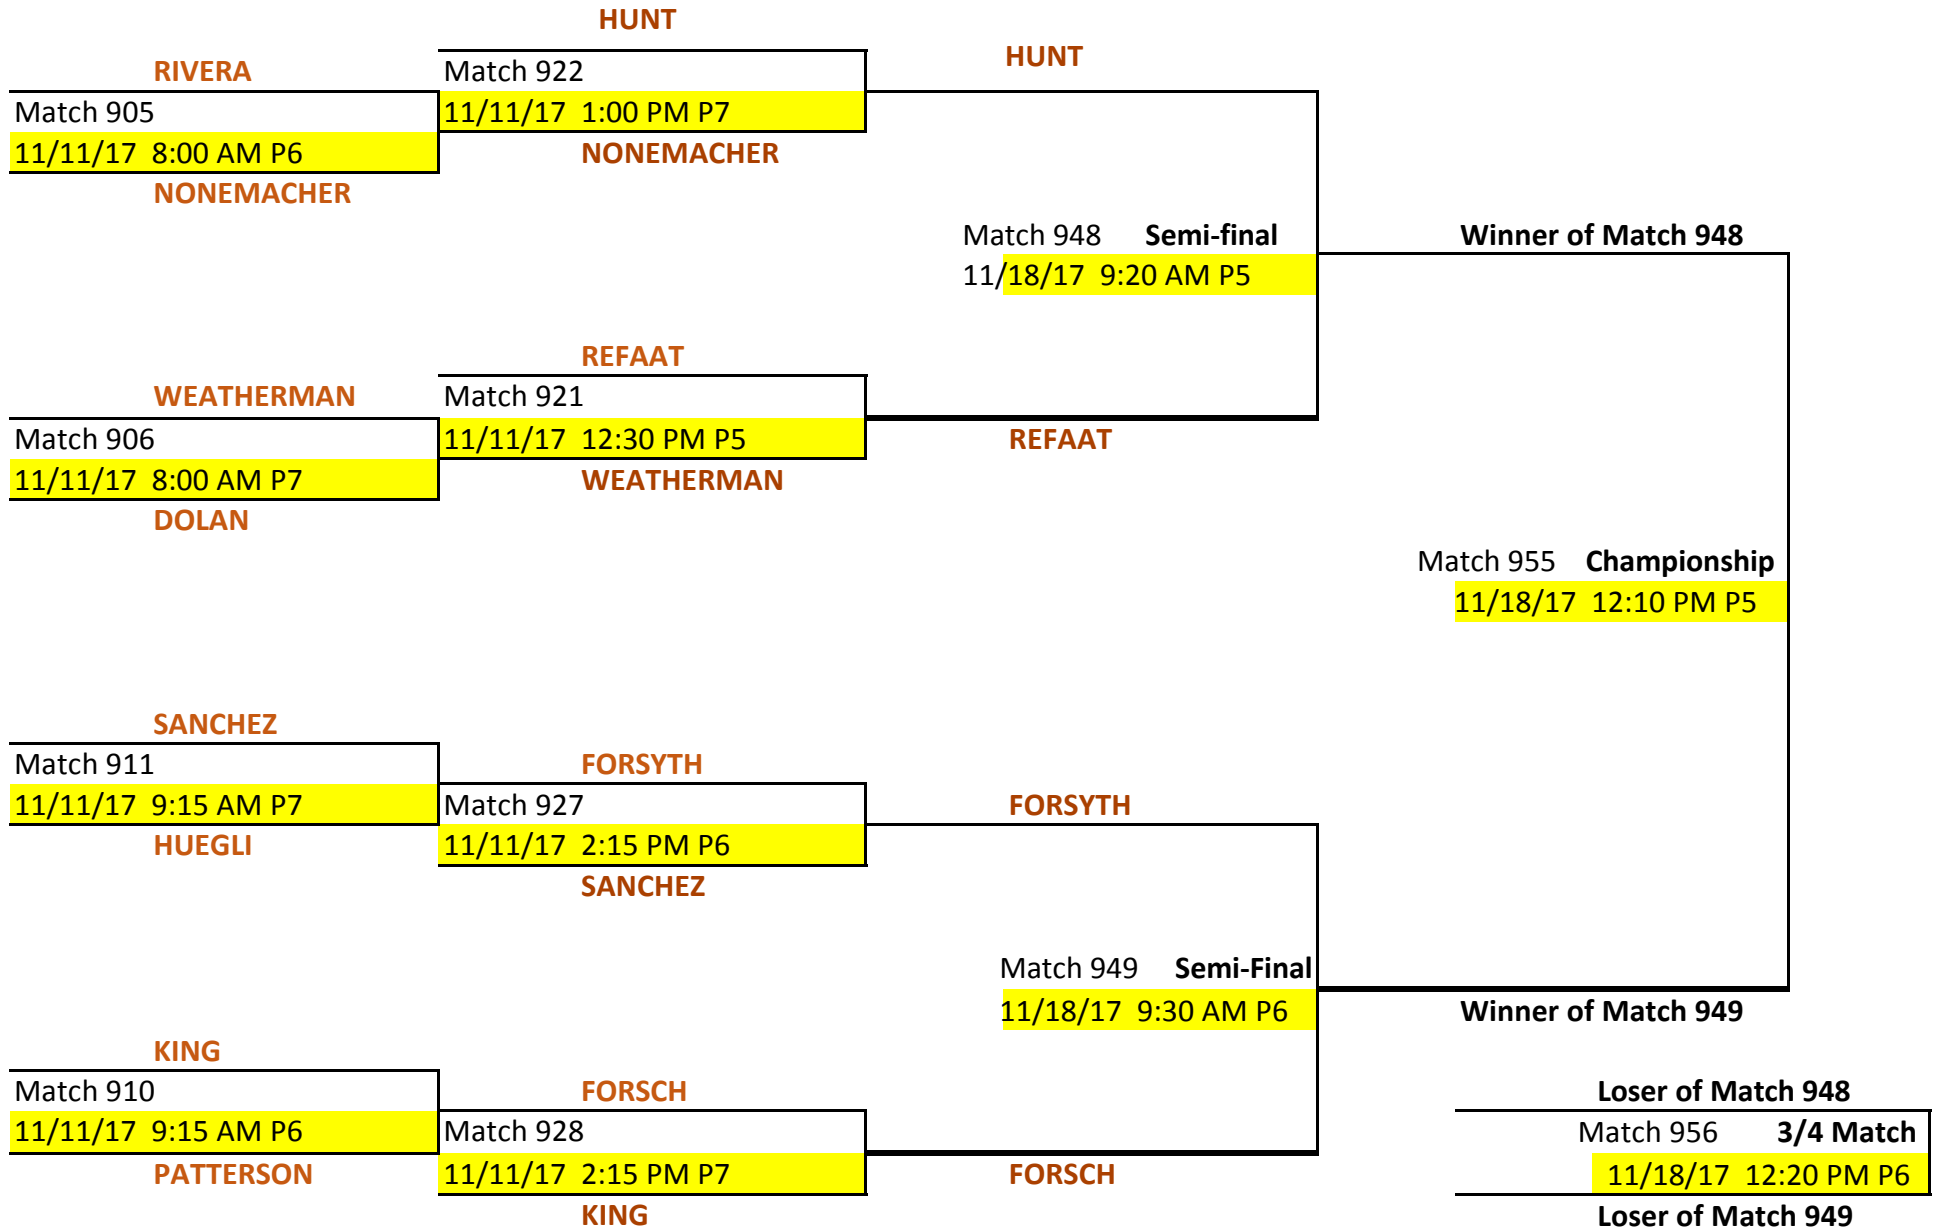 HUNT
RIVERA
Match 922
HUNT
Match 905
11/11/17  1:00 PM P7
11/11/17  8:00 AM P6
NONEMACHER
NONEMACHER
Match 948 Semi-final
Winner of Match 948
11/18/17  9:20 AM P5
REFAAT
WEATHERMAN
Match 921
Match 906
11/11/17  12:30 PM P5
REFAAT
11/11/17  8:00 AM P7
WEATHERMAN
DOLAN
Match 955 Championship
11/18/17  12:10 PM P5
SANCHEZ
Match 911
FORSYTH
11/11/17  9:15 AM P7
Match 927
FORSYTH
HUEGLI
11/11/17  2:15 PM P6
SANCHEZ
Match 949 Semi-Final
11/18/17  9:30 AM P6
Winner of Match 949
KING
Match 910
FORSCH
Loser of Match 948
11/11/17  9:15 AM P6
Match 928
Match 956 3/4 Match
PATTERSON
11/11/17  2:15 PM P7
FORSCH
11/18/17  12:20 PM P6
KING
Loser of Match 949